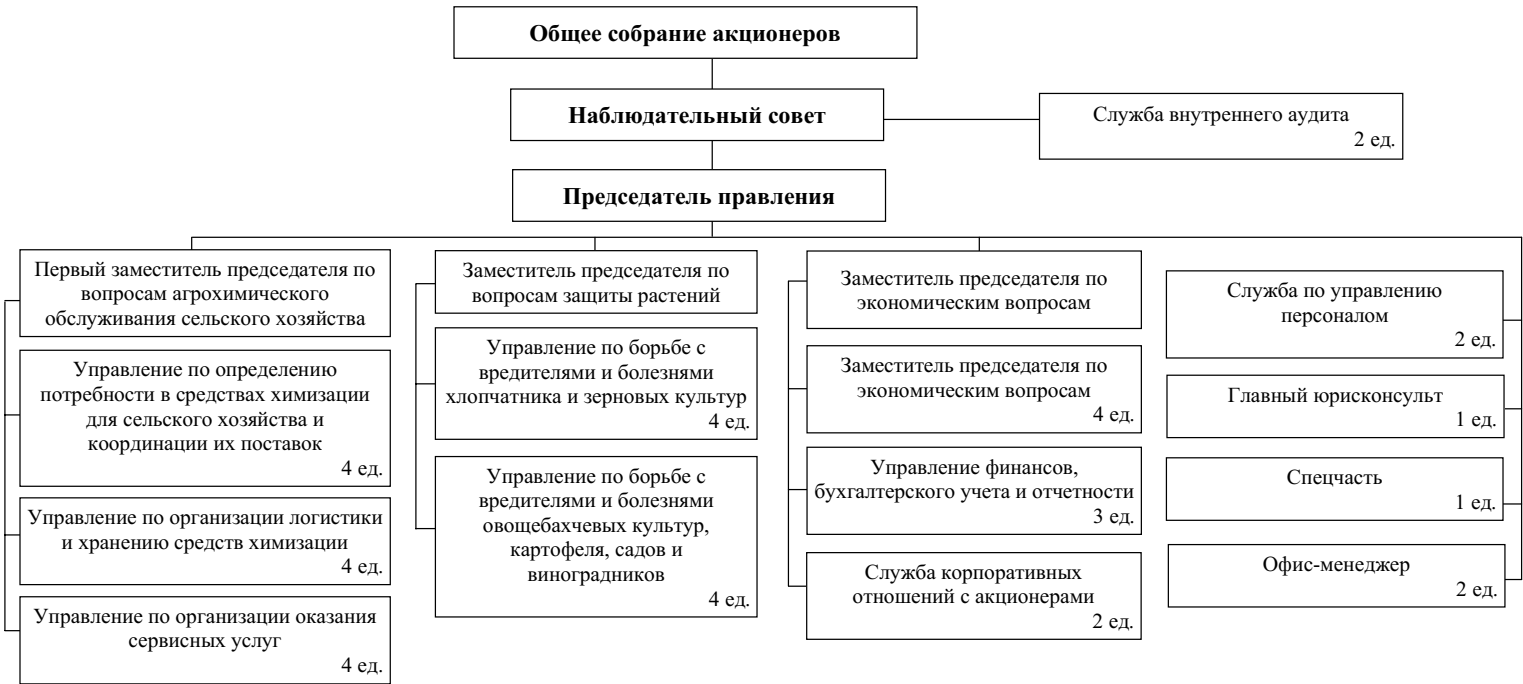 Общее собрание акционеров
Наблюдательный совет
Служба внутреннего аудита
2 ед.
Председатель правления
Первый заместитель председателя по
вопросам агрохимического
обслуживания сельского хозяйства
Управление по определению
потребности в средствах химизации
для сельского хозяйства и
координации их поставок
4 ед.
Управление по организации логистики
и хранению средств химизации
4 ед.
Управление по организации оказания
сервисных услуг
4 ед.
Заместитель председателя по
вопросам защиты растений
Управление по борьбе с
вредителями и болезнями
хлопчатника и зерновых культур
4 ед.
Управление по борьбе с
вредителями и болезнями
овощебахчевых культур,
картофеля, садов и
виноградников
4 ед.
Заместитель председателя по
экономическим вопросам
Заместитель председателя по
экономическим вопросам
4 ед.
Управление финансов,
бухгалтерского учета и отчетности
3 ед.
Служба корпоративных
отношений с акционерами
2 ед.
Служба по управлению
персоналом
2 ед.
Главный юрисконсульт
1 ед.
Спецчасть
1 ед.
Офис-менеджер
2 ед.